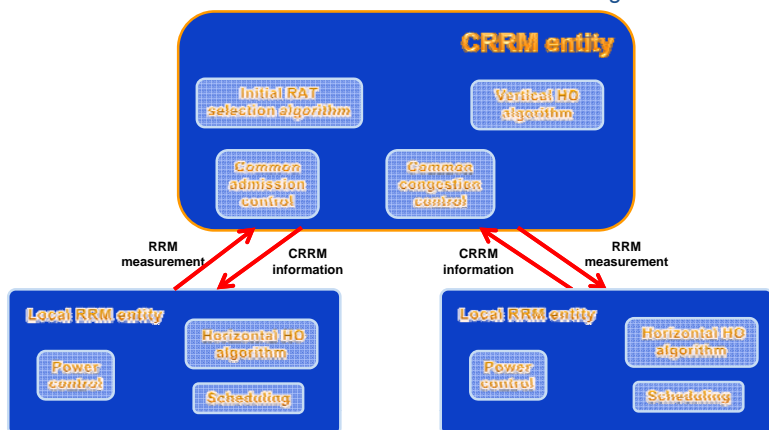 CRRM entity
Initial RAT
selection algorithm
Vertical HO
algorithm
Common
admission
control
Common
congestion
control
RRM
measurement
CRRM
information
CRRM
information
RRM
measurement
Local RRM entity
Horizontal HO
algorithm
Power
control
Scheduling
Local RRM entity
Horizontal HO
algorithm
Power
control
Scheduling